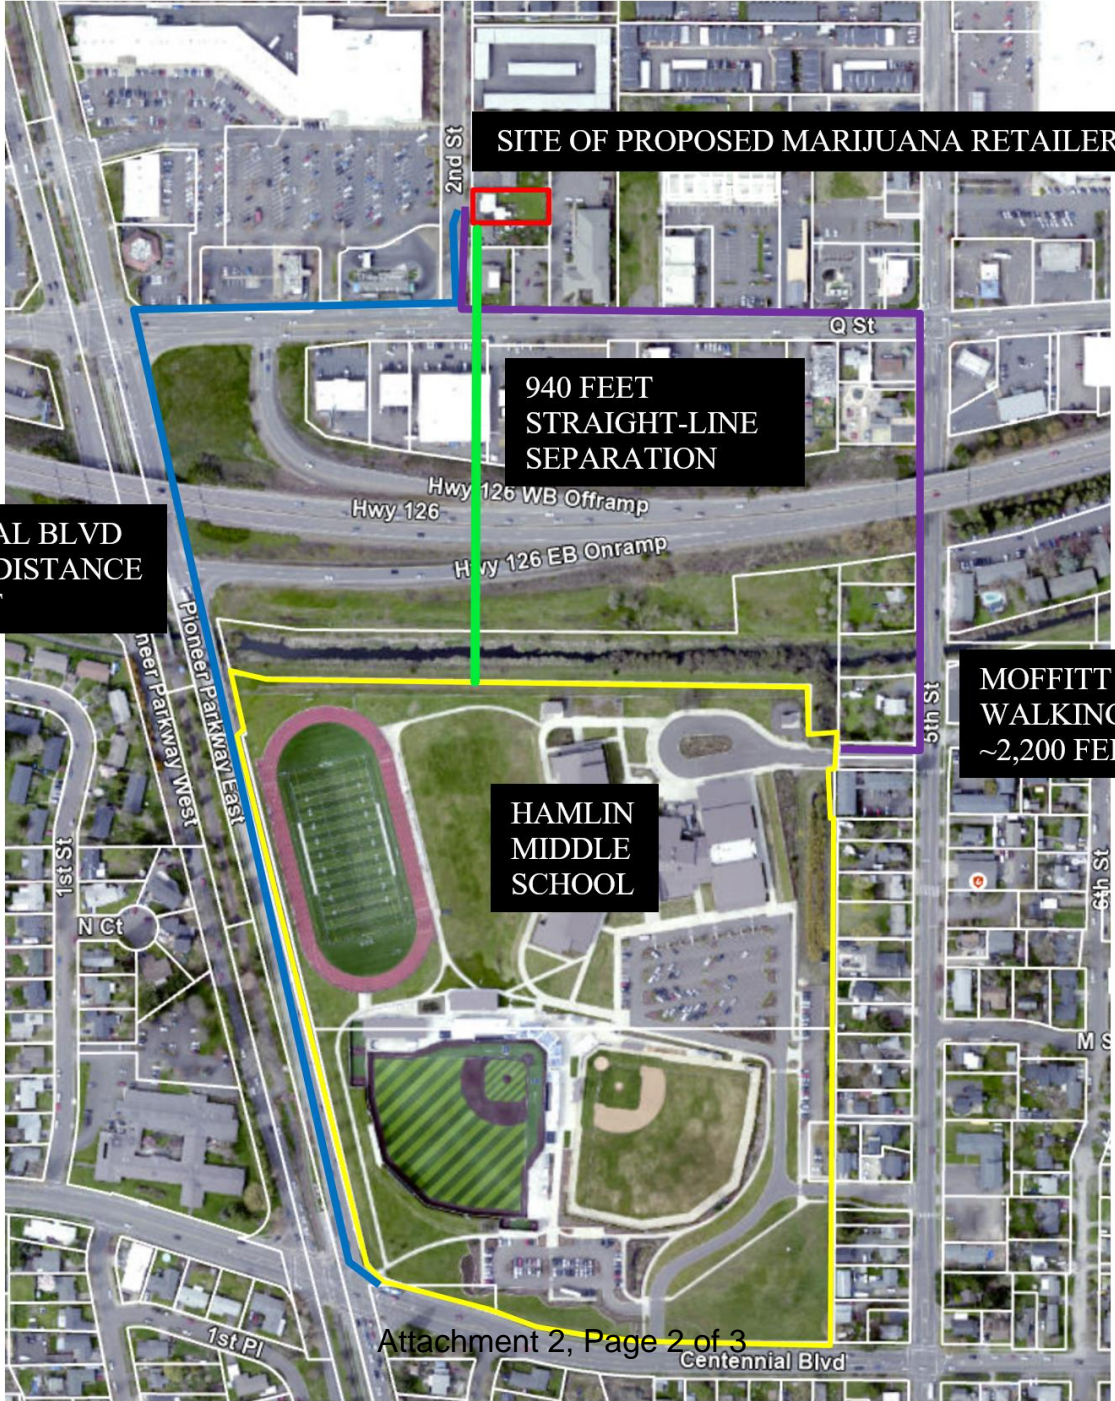 2nd St
SITE OF PROPOSED MARIJUANA RETAILER
Q St
940 FEET
STRAIGHT-LINE
SEPARATION
Hwy 126 WB Offramp
Hwy 126
Hwy 126 EB Onramp
AL BLVD
DISTANCE
Pioneer Parkway East
neer Parkway West
5th St
MOFFITT
WALKING
~2,200 FEE
HAMLIN
MIDDLE
SCHOOL
1st St
6th St
N Ct
M S
1st Pl
Attachment 2, Page 2 of 3
Centennial Blvd